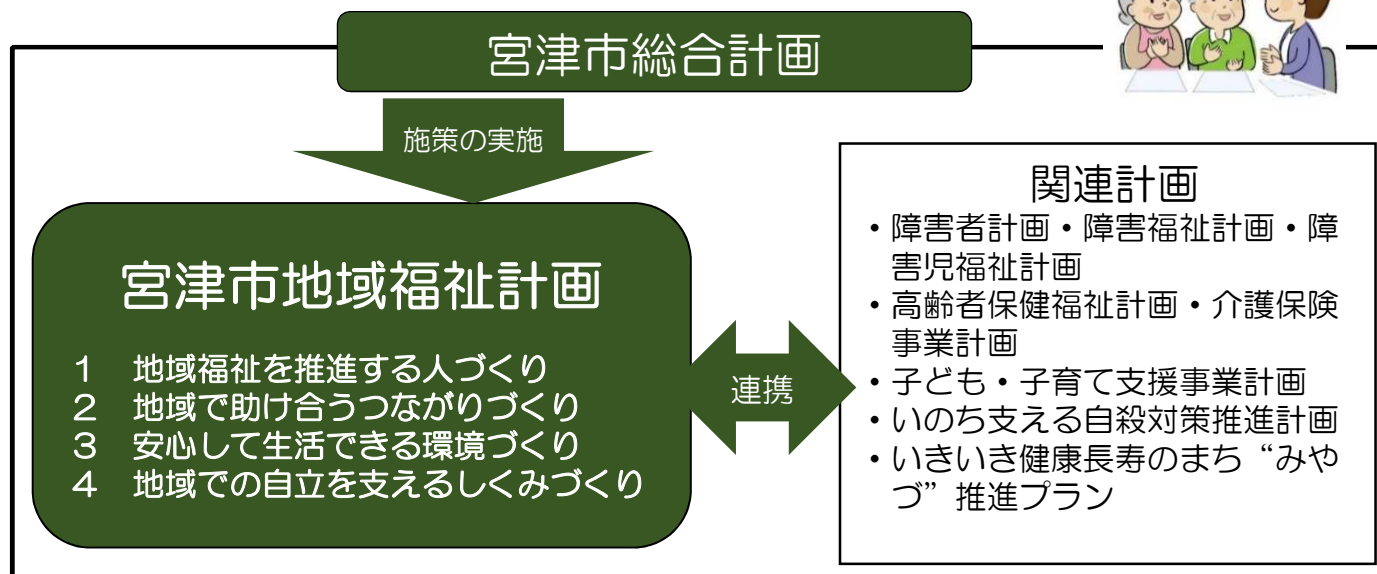 宮津市総合計画
施策の実施
宮津市地域福祉計画
1 地域福祉を推進する人づくり
2 地域で助け合うつながりづくり
3 安心して生活できる環境づくり
4 地域での自立を支えるしくみづくり
連携
関連計画
・障害者計画・障害福祉計画・障
害児福祉計画
・高齢者保健福祉計画・介護保険
事業計画
・子ども・子育て支援事業計画
・いのち支える自殺対策推進計画
・いきいき健康長寿のまち“みや
づ”推進プラン